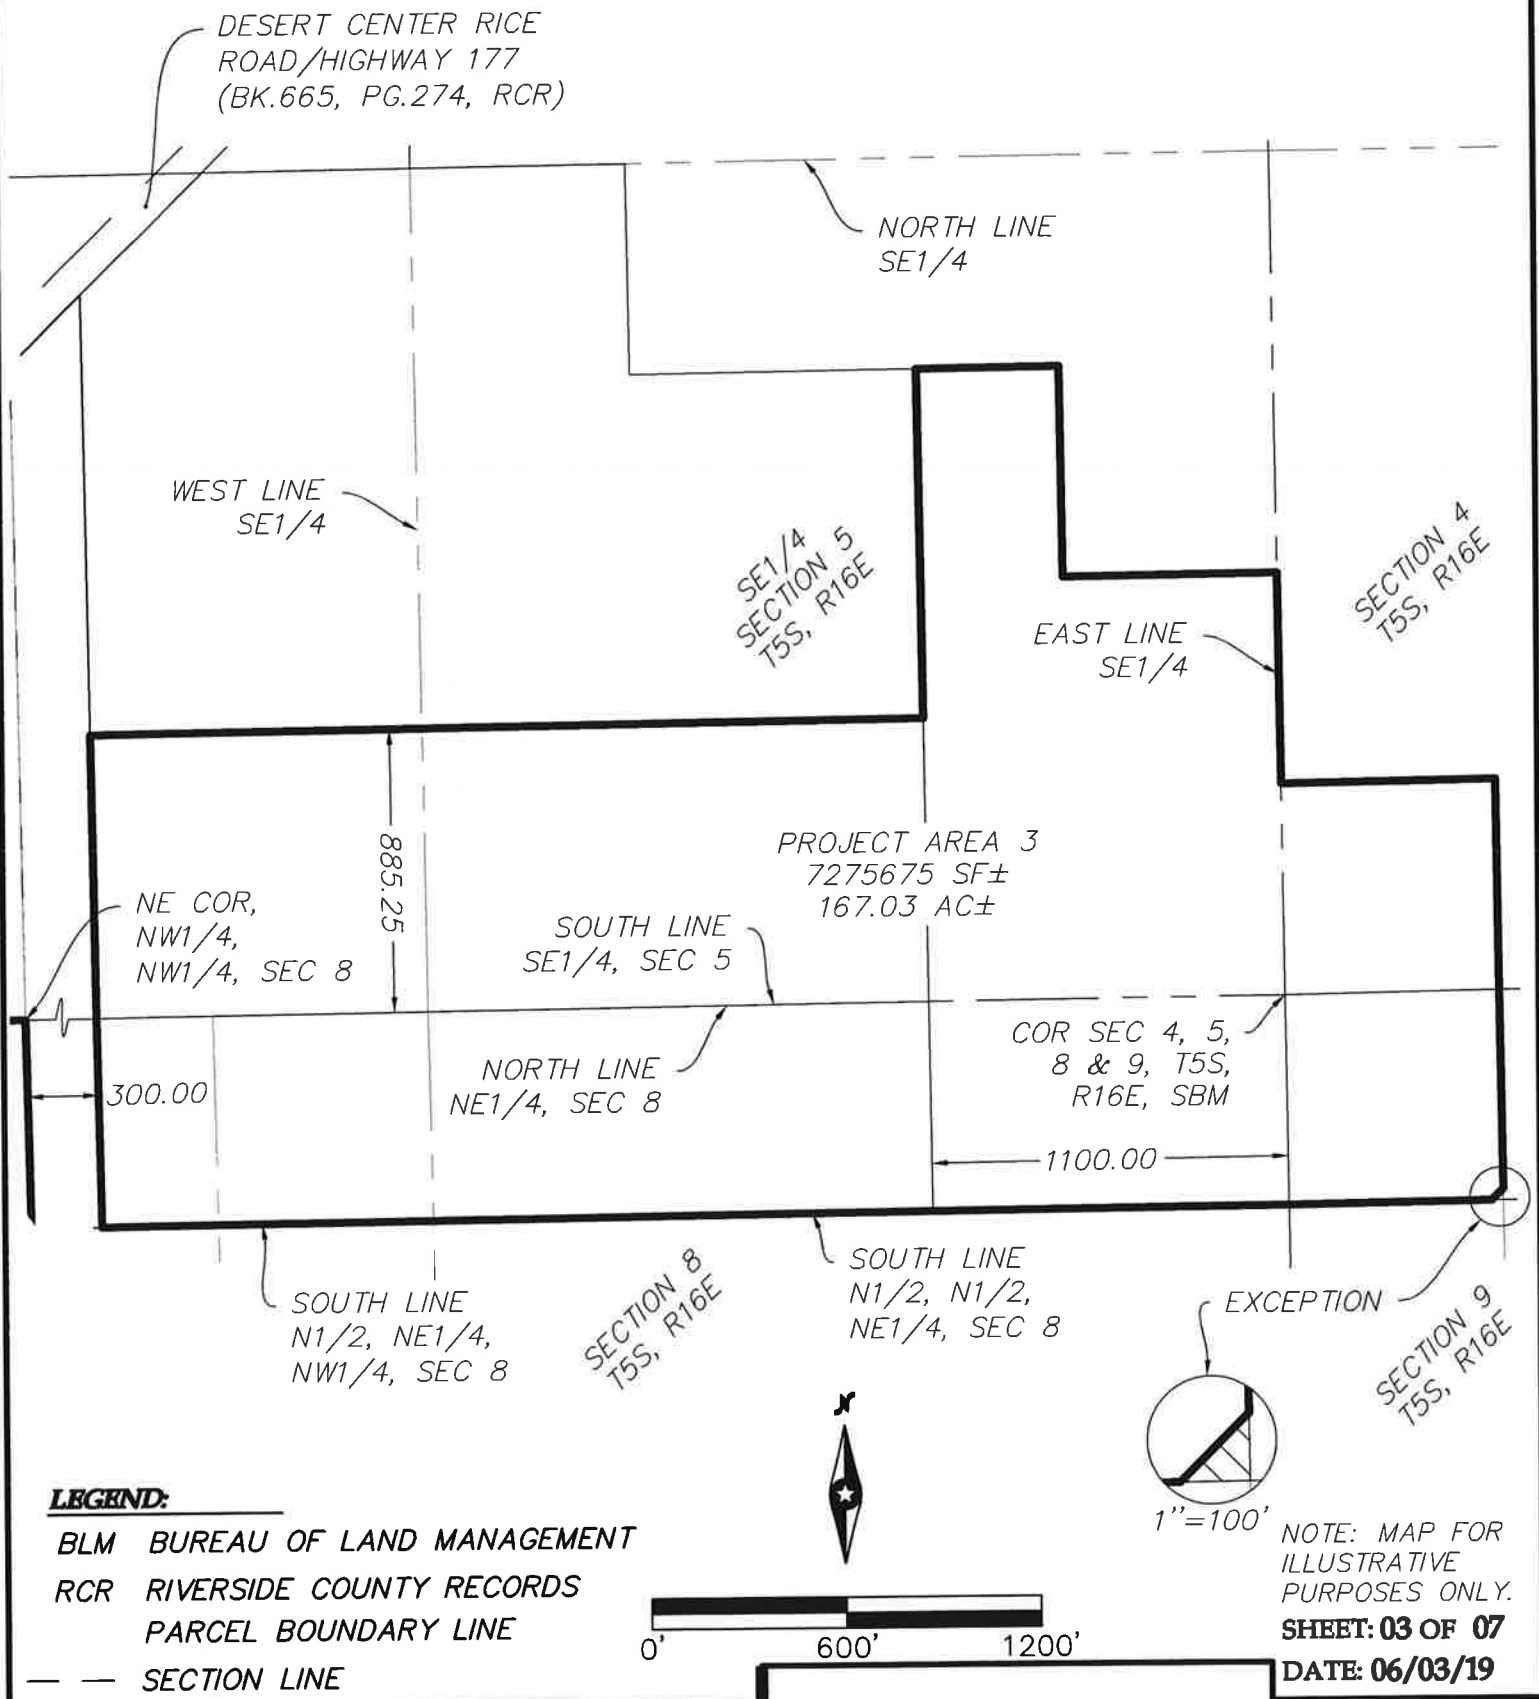 DESERT CENTER RICE
ROAD/HIGHWAY 177
(BK.665, PG.274, RCR)
NORTH LINE
SE1/4
WEST LINE
SE1/4
SE1/4
SECTION 5
T5S, R16E
SECTION 4
T5S, R16E
EAST LINE
SE1/4
885.25
PROJECT AREA 3
7275675 SF±
167.03 AC±
NE COR,
NW1/4,
NW1/4, SEC 8
SOUTH LINE
SE1/4, SEC 5
COR SEC 4, 5,
8 & 9, T5S,
R16E, SBM
NORTH LINE
NE1/4, SEC 8
300.00
1100.00
SOUTH LINE
N1/2, NE1/4,
NW1/4, SEC 8
SECTION 8
T5S, R16E
SOUTH LINE
N1/2, N1/2,
NE1/4, SEC 8
EXCEPTION
SECTION 9
T5S, R16E
N
1"=100'
LEGEND:
BLM BUREAU OF LAND MANAGEMENT
RCR RIVERSIDE COUNTY RECORDS
PARCEL BOUNDARY LINE
— — SECTION LINE
0' 600' 1200'
NOTE: MAP FOR
ILLUSTRATIVE
PURPOSES ONLY.
SHEET: 03 OF 07
DATE: 06/03/19